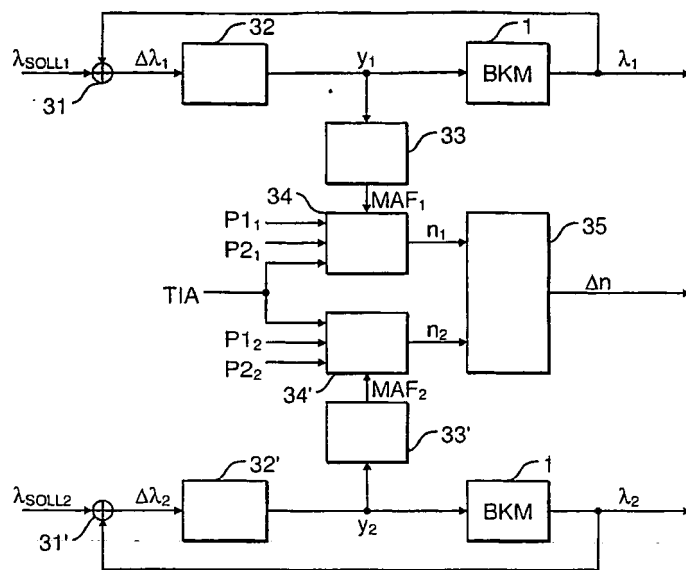 32
1
λSOLL1
Δλ₁
y₁
BKM
λ₁
31
33
34
MAF₁
35
P1₁
P2₁
n₁
TIA
Δn
P1₂
P2₂
n₂
34'
MAF₂
33'
32'
1
λSOLL2
Δλ₂
y₂
BKM
λ₂
31'